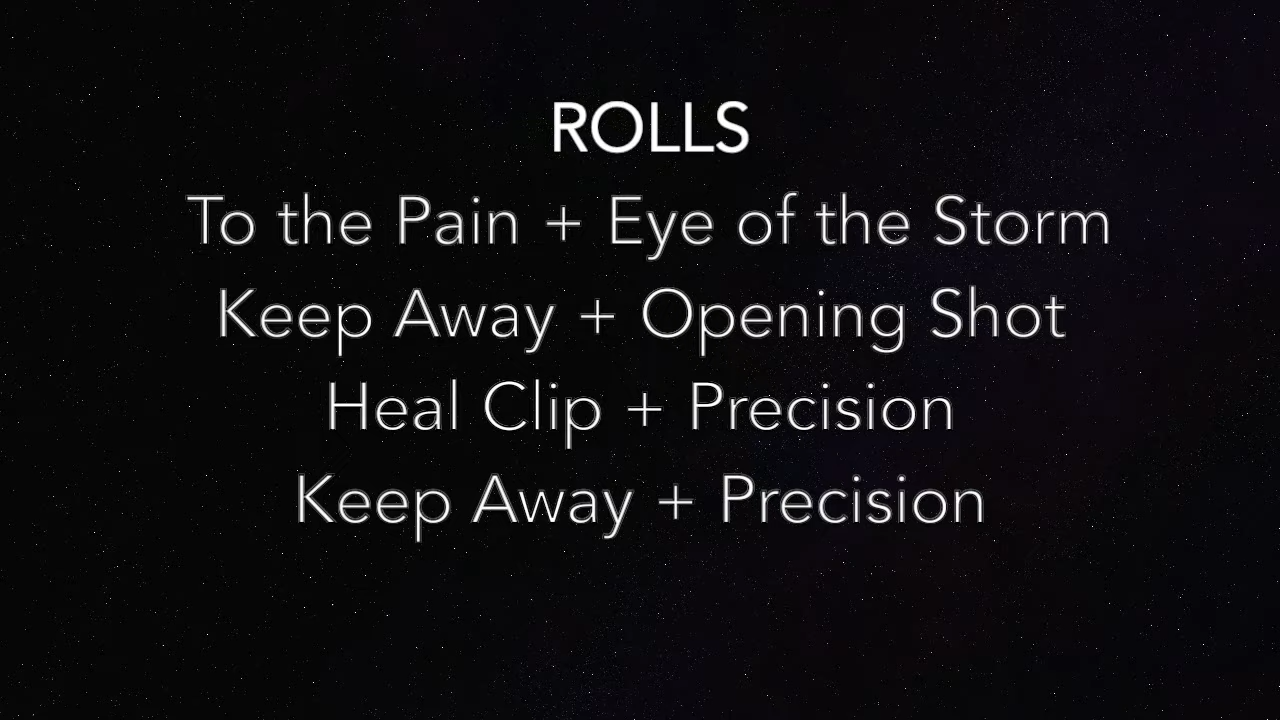 ROLLS
To the Pain + Eye of the Storm
Keep Away + Opening Shot
Heal Clip + Precision
Keep Away + Precision